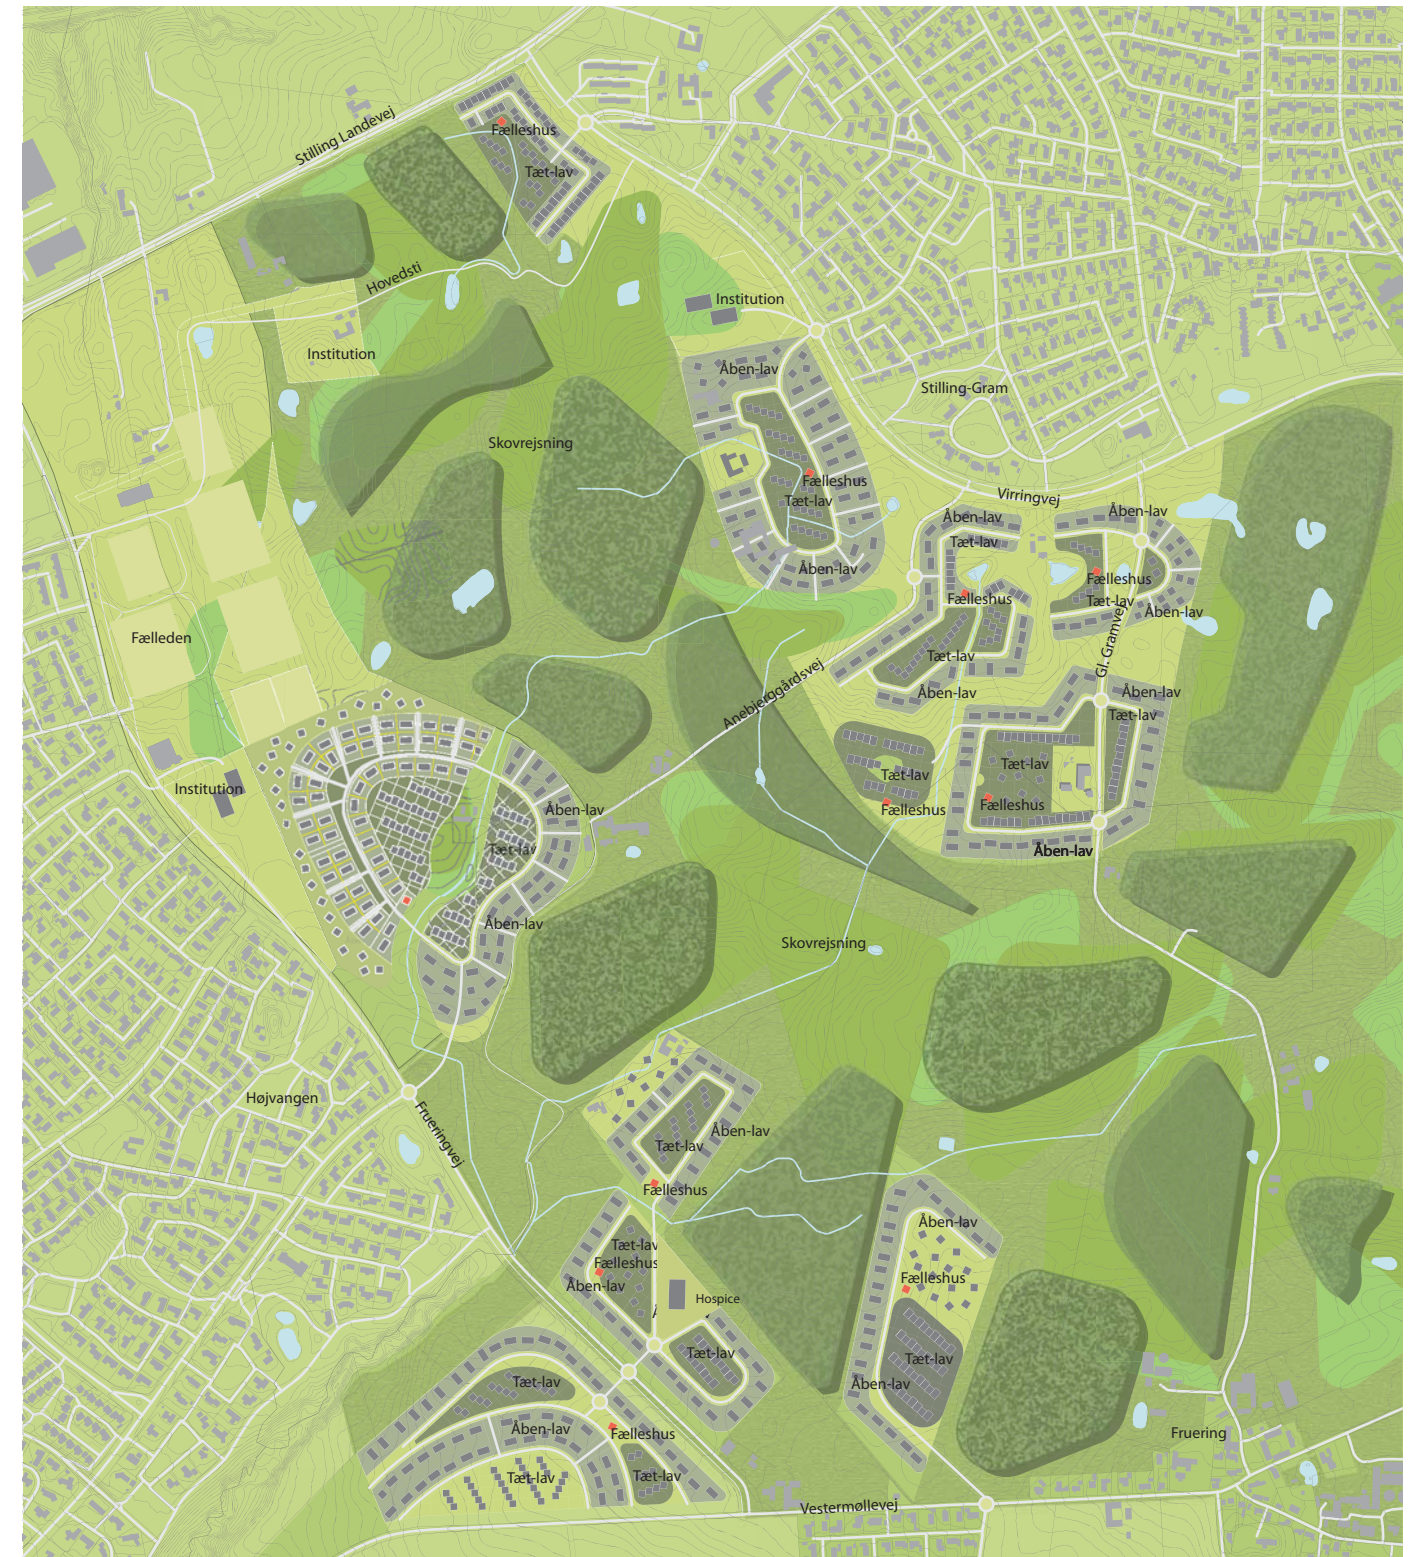 Stilling Landevej
Fælleshus
Tæt-lav
Hovedsti
Institution
Institution
Åben-lav
Stilling-Gram
Skovrejsning
Fælleshus
Tæt-lav
Virringvej
Åben-lav
Åben-lav
Tæt-lav
Åben-lav
Fælleshus
Fælleshus
Tæt-lav
Åben-lav
Fælleden
Gl. Gramvej
Tæt-lav
Anebjerggårdsvej
Åben-lav
Åben-lav
Tæt-lav
Tæt-lav
Tæt-lav
Institution
Fælleshus
Fælleshus
Åben-lav
Tæt-lav
Åben-lav
Åben-lav
Skovrejsning
Højvangen
Frueringvej
Åben-lav
Tæt-lav
Fælleshus
Åben-lav
Tæt-lav
Fælleshus
Åben-lav
Fælleshus
Hospice
Tæt-lav
Tæt-lav
Tæt-lav
Åben-lav
Åben-lav
Fælleshus
Fruering
Tæt-lav
Tæt-lav
Vestermøllevej